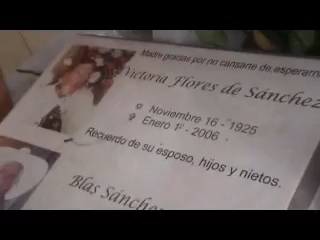 Madre gracias por no cansarte de esperarm
Victoria Flores de Sánchez
Noviembre 16 - 1925
Enero 1º - 2006
Recuerdo de su esposo, hijos y nietos.
Blas Sánche